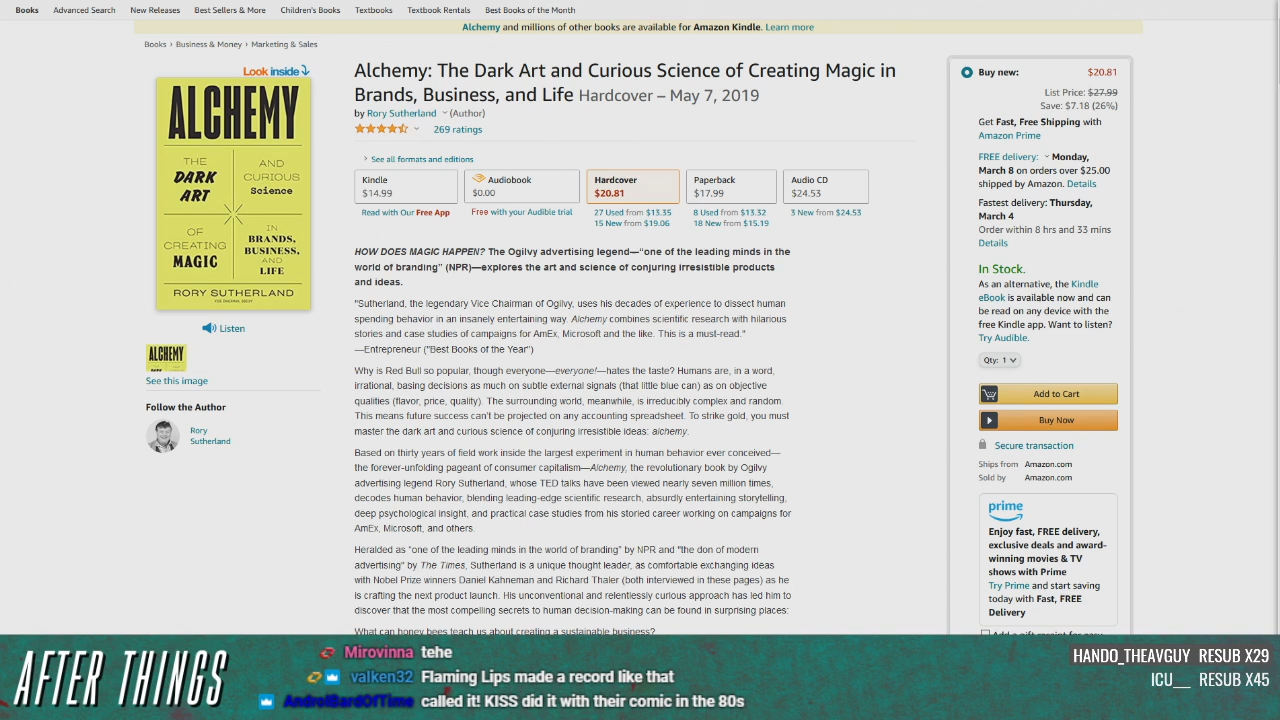 Books Advanced Search New Releases Best Sellers & More Children's Books Textbooks Textbook Rentals Best Books of the Month
Alchemy and millions of other books are available for Amazon Kindle. Learn more
Books › Business & Money › Marketing & Sales
Look inside
ALCHEMY
THE DARK ART
AND CURIOUS Science
OF CREATING MAGIC
IN BRANDS, BUSINESS, AND LIFE
RORY SUTHERLAND
Listen
ALCHEMY
See this image
Follow the Author
Rory
Sutherland
Alchemy: The Dark Art and Curious Science of Creating Magic in
Brands, Business, and Life Hardcover – May 7, 2019
by Rory Sutherland (Author)
269 ratings
See all formats and editions
Kindle
$14.99
Read with Our Free App
Audiobook
$0.00
Free with your Audible trial
Hardcover
$20.81
27 Used from $13.35
15 New from $19.06
Paperback
$17.99
8 Used from $13.32
18 New from $15.19
Audio CD
$24.53
3 New from $24.53
HOW DOES MAGIC HAPPEN? The Ogilvy advertising legend—“one of the leading minds in the
world of branding” (NPR)—explores the art and science of conjuring irresistible products
and ideas.
"Sutherland, the legendary Vice Chairman of Ogilvy, uses his decades of experience to dissect human
spending behavior in an insanely entertaining way. Alchemy combines scientific research with hilarious
stories and case studies of campaigns for AmEx, Microsoft and the like. This is a must-read."
—Entrepreneur ("Best Books of the Year")
Why is Red Bull so popular, though everyone—everyone!—hates the taste? Humans are, in a word,
irrational, basing decisions as much on subtle external signals (that little blue can) as on objective
qualities (flavor, price, quality). The surrounding world, meanwhile, is irreducibly complex and random.
This means future success can’t be projected on any accounting spreadsheet. To strike gold, you must
master the dark art and curious science of conjuring irresistible ideas: alchemy.
Based on thirty years of field work inside the largest experiment in human behavior ever conceived—
the forever-unfolding pageant of consumer capitalism—Alchemy, the revolutionary book by Ogilvy
advertising legend Rory Sutherland, whose TED talks have been viewed nearly seven million times,
decodes human behavior, blending leading-edge scientific research, absurdly entertaining storytelling,
deep psychological insight, and practical case studies from his storied career working on campaigns for
AmEx, Microsoft, and others.
Heralded as “one of the leading minds in the world of branding” by NPR and "the don of modern
advertising" by The Times, Sutherland is a unique thought leader, as comfortable exchanging ideas
with Nobel Prize winners Daniel Kahneman and Richard Thaler (both interviewed in these pages) as he
is crafting the next product launch. His unconventional and relentlessly curious approach has led him to
discover that the most compelling secrets to human decision-making can be found in surprising places:
What can honey bees teach us about creating a sustainable business?
Buy new: $20.81
List Price: $27.99
Save: $7.18 (26%)
Get Fast, Free Shipping with
Amazon Prime
FREE delivery: Monday,
March 8 on orders over $25.00
shipped by Amazon. Details
Fastest delivery: Thursday,
March 4
Order within 8 hrs and 33 mins
Details
In Stock.
As an alternative, the Kindle
eBook is available now and can
be read on any device with the
free Kindle app. Want to listen?
Try Audible.
Qty: 1
Add to Cart
Buy Now
Secure transaction
Ships from Amazon.com
Sold by Amazon.com
prime
Enjoy fast, FREE delivery,
exclusive deals and award-
winning movies & TV
shows with Prime
Try Prime and start saving
today with Fast, FREE
Delivery
AFTER THINGS
Mirovinna tehe
valken32 Flaming Lips made a record like that
AndroidBardOfTime called it! KISS did it with their comic in the 80s
HANDO_THEAVGUY RESUB X29
ICU__ RESUB X45